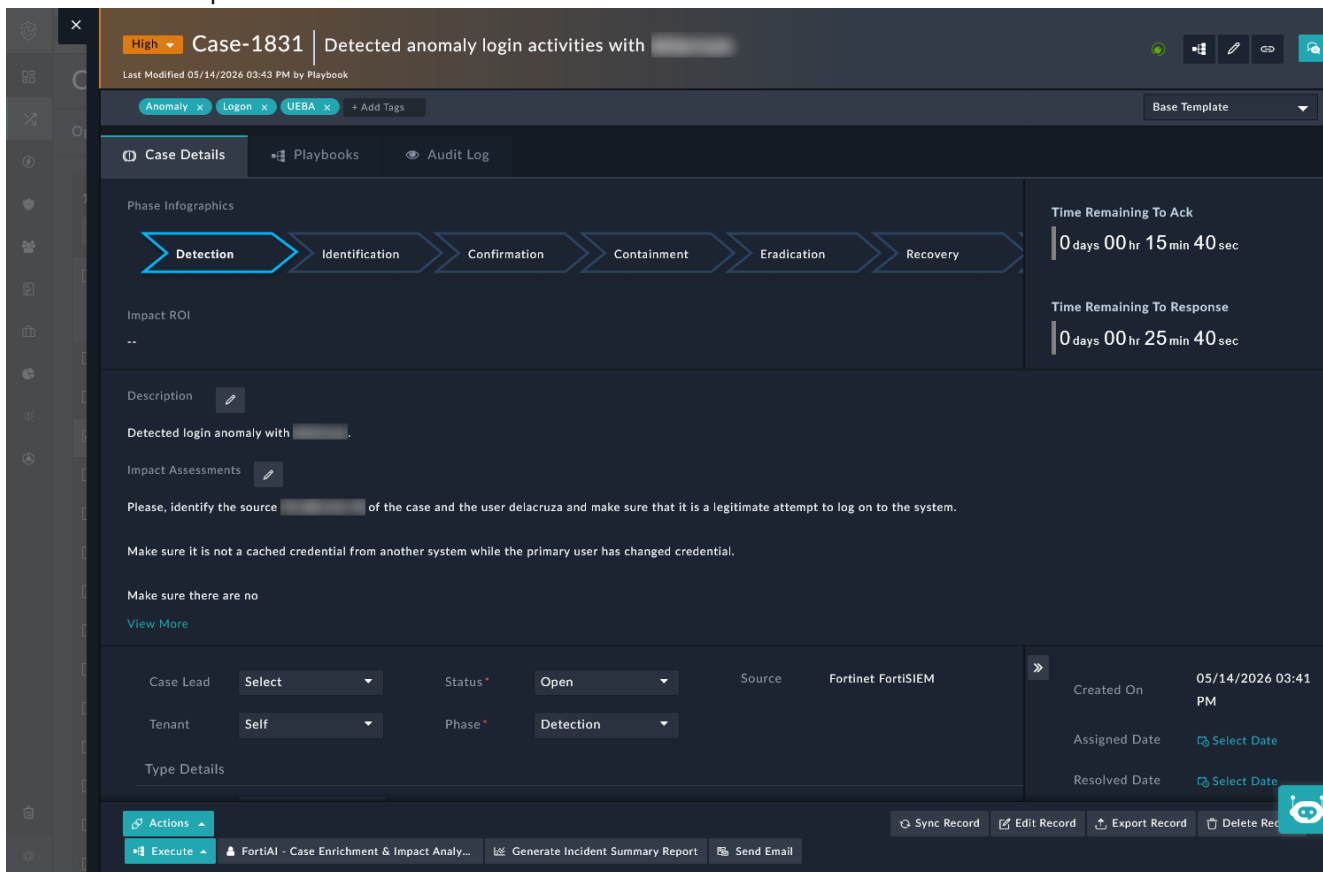 High
Case-1831
Detected anomaly login activities with
Last Modified 05/14/2026 03:43 PM by Playbook
Anomaly x
Logon x
UEBA x
+ Add Tags
Base Template
Case Details
Playbooks
Audit Log
Phase Infographics
Detection
Identification
Confirmation
Containment
Eradication
Recovery
Time Remaining To Ack
0 days 00 hr 15 min 40 sec
Impact ROI
--
Time Remaining To Response
0 days 00 hr 25 min 40 sec
Description
Detected login anomaly with .
Impact Assessments
Please, identify the source of the case and the user delacruza and make sure that it is a legitimate attempt to log on to the system.
Make sure it is not a cached credential from another system while the primary user has changed credential.
Make sure there are no
View More
Case Lead
Select
Status*
Open
Source
Fortinet FortiSIEM
Tenant
Self
Phase*
Detection
Type Details
Created On
05/14/2026 03:41
PM
Assigned Date
Select Date
Resolved Date
Select Date
Actions
Sync Record
Edit Record
Export Record
Delete Rec
Execute
FortiAI - Case Enrichment & Impact Analy...
Generate Incident Summary Report
Send Email